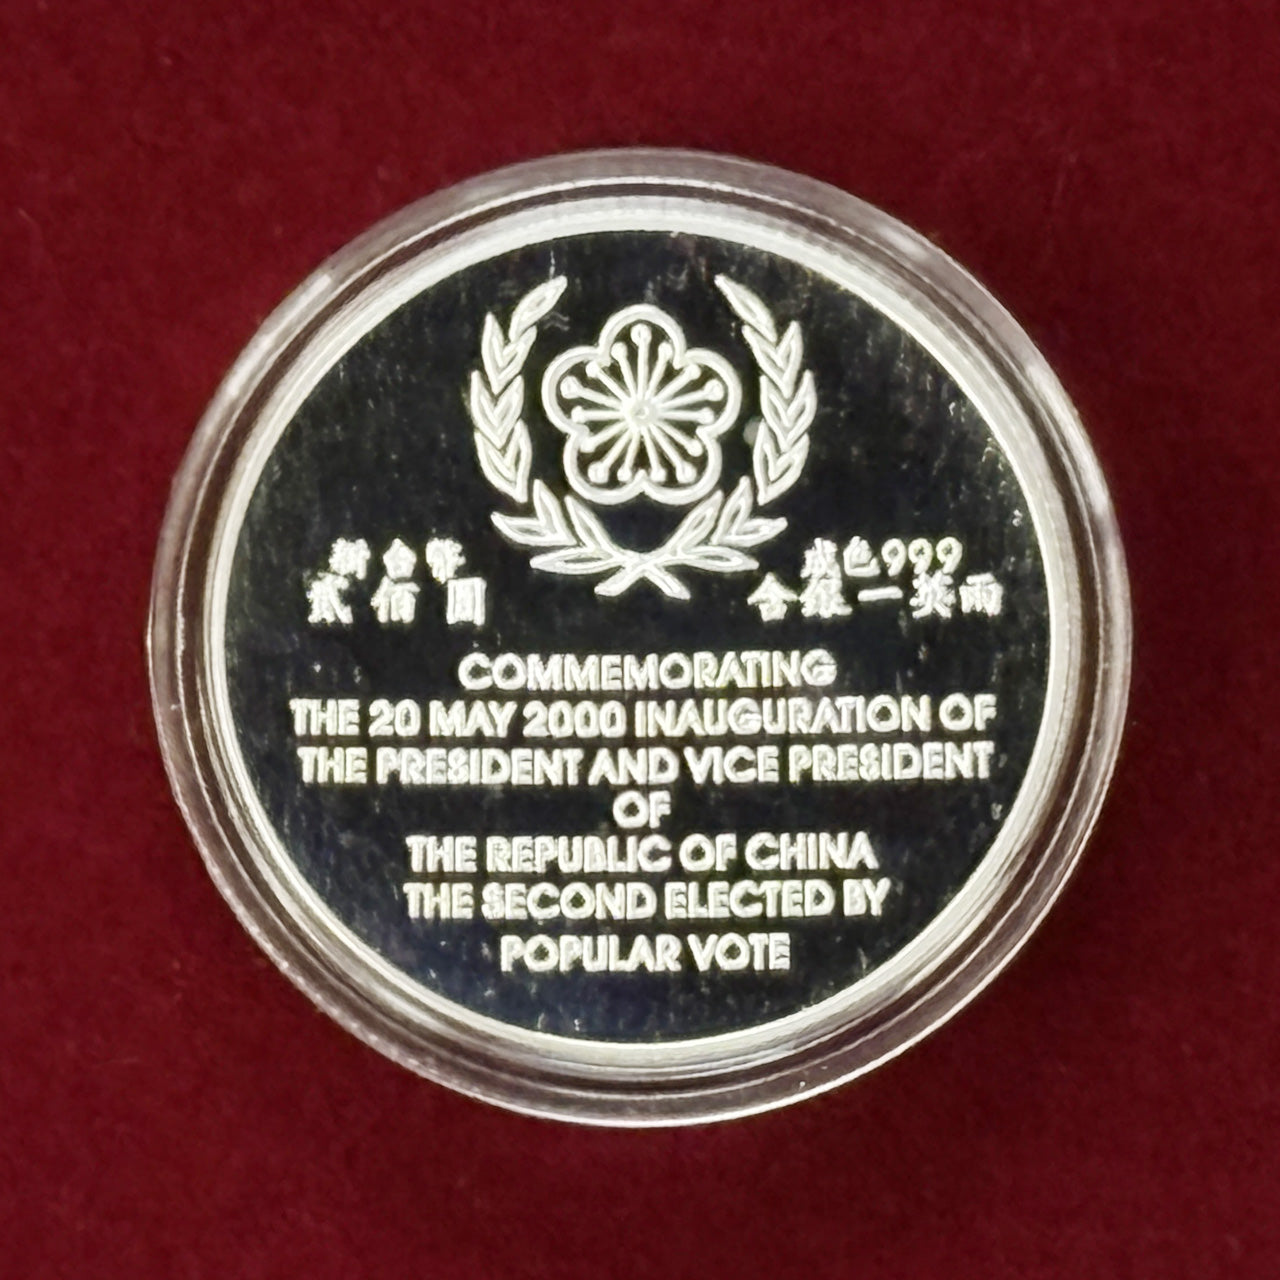 新台幣
貳佰圓
成色999
含銀一英兩
COMMEMORATING
THE 20 MAY 2000 INAUGURATION OF
THE PRESIDENT AND VICE PRESIDENT
OF
THE REPUBLIC OF CHINA
THE SECOND ELECTED BY
POPULAR VOTE